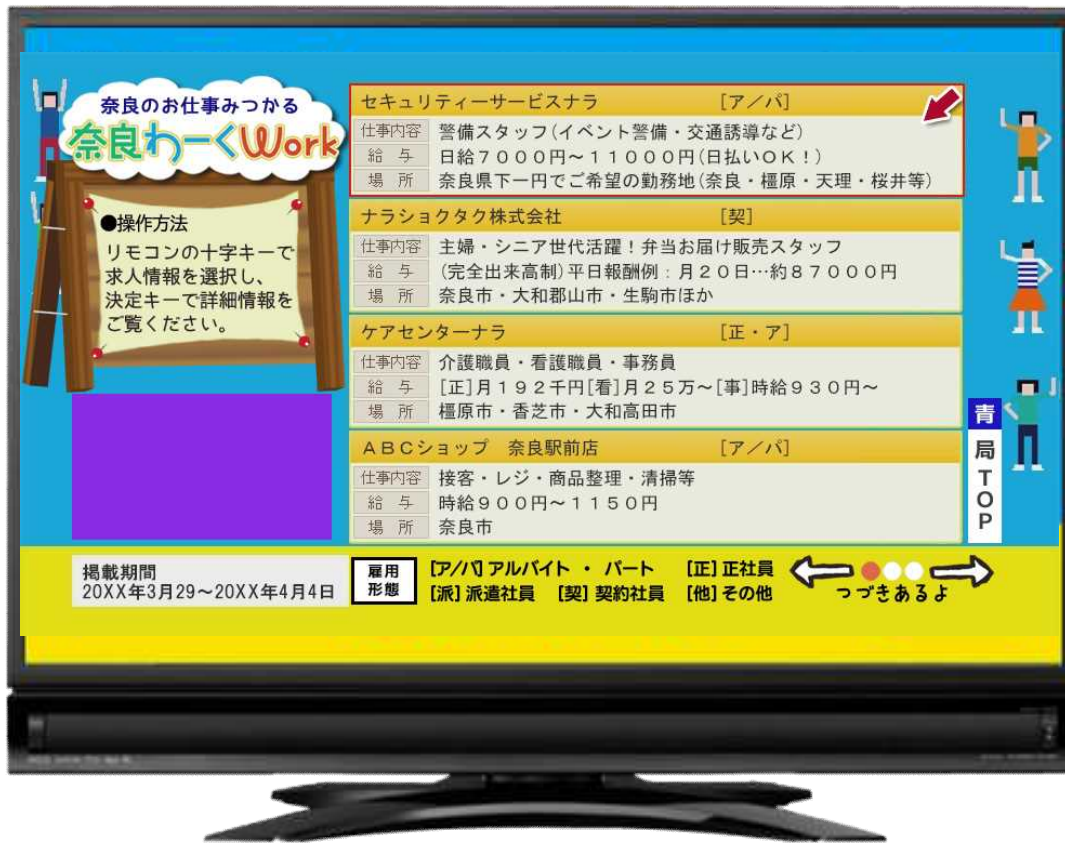 奈良のお仕事みつかる
奈良わーくWork
●操作方法
リモコンの十字キーで
求人情報を選択し、
決定キーで詳細情報を
ご覧ください。
セキュリティーサービスナラ [ア／パ]
仕事内容 警備スタッフ(イベント警備・交通誘導など)
給与 日給７０００円～１１０００円(日払いＯＫ！)
場所 奈良県下一円でご希望の勤務地(奈良・橿原・天理・桜井等)
ナラショクタク株式会社 [契]
仕事内容 主婦・シニア世代活躍！弁当お届け販売スタッフ
給与 (完全出来高制)平日報酬例：月２０日…約８７０００円
場所 奈良市・大和郡山市・生駒市ほか
ケアセンターナラ [正・ア]
仕事内容 介護職員・看護職員・事務員
給与 [正]月１９２千円[看]月２５万～[事]時給９３０円～
場所 橿原市・香芝市・大和高田市
ＡＢＣショップ　奈良駅前店 [ア／パ]
仕事内容 接客・レジ・商品整理・清掃等
給与 時給９００円～１１５０円
場所 奈良市
青
局TOP
掲載期間
20XX年3月29～20XX年4月4日
雇用形態
[ア/パ] アルバイト ・ パート [正] 正社員
[派] 派遣社員 [契] 契約社員 [他] その他
つづきあるよ